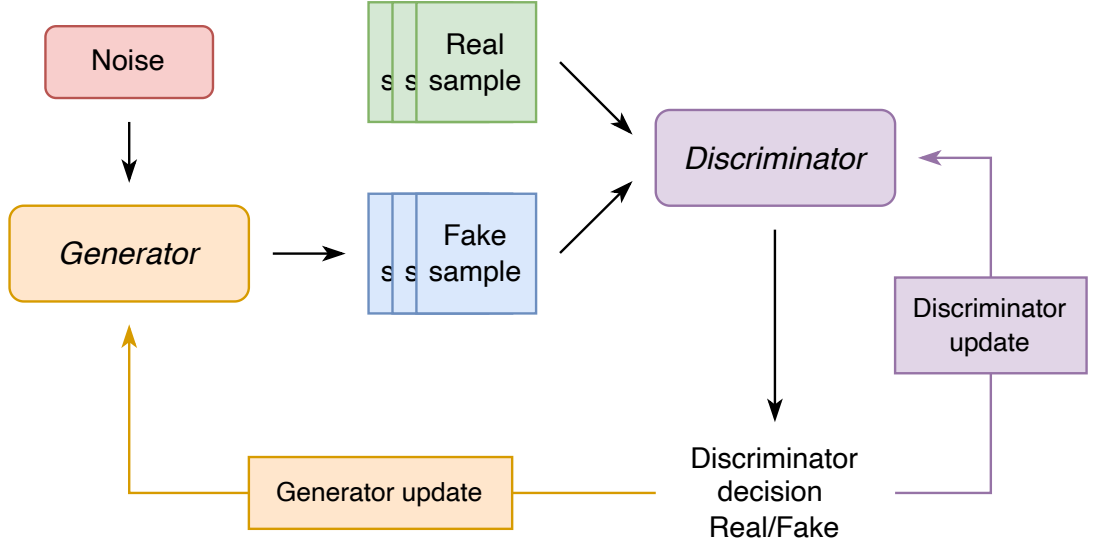 Noise
Real
s s sample
Discriminator
Generator
Fake
s s sample
Discriminator
update
Discriminator
decision
Real/Fake
Generator update